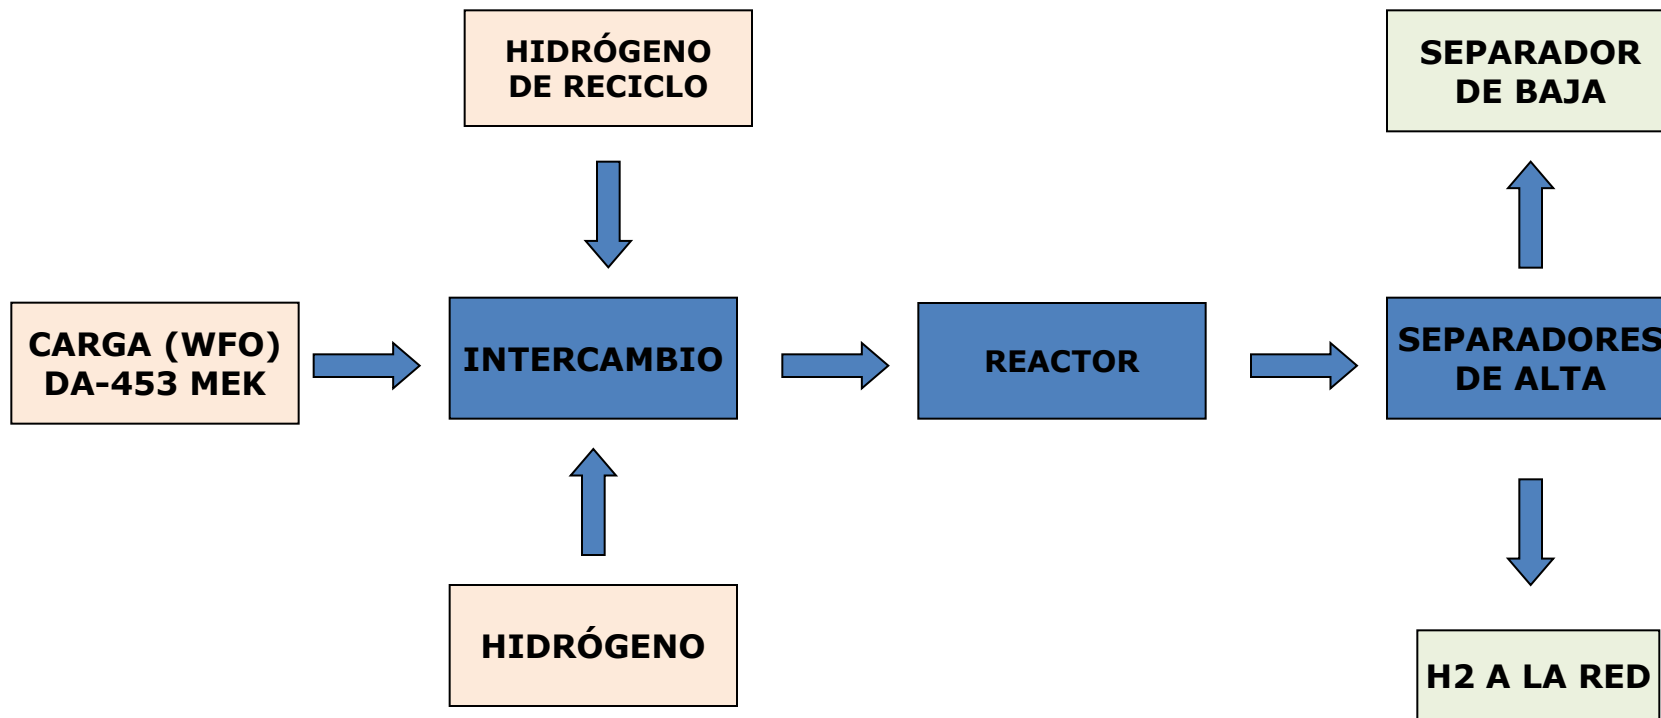 HIDRÓGENO
DE RECICLO
SEPARADOR
DE BAJA
CARGA (WFO)
DA-453 MEK
INTERCAMBIO
REACTOR
SEPARADORES
DE ALTA
HIDRÓGENO
H2 A LA RED